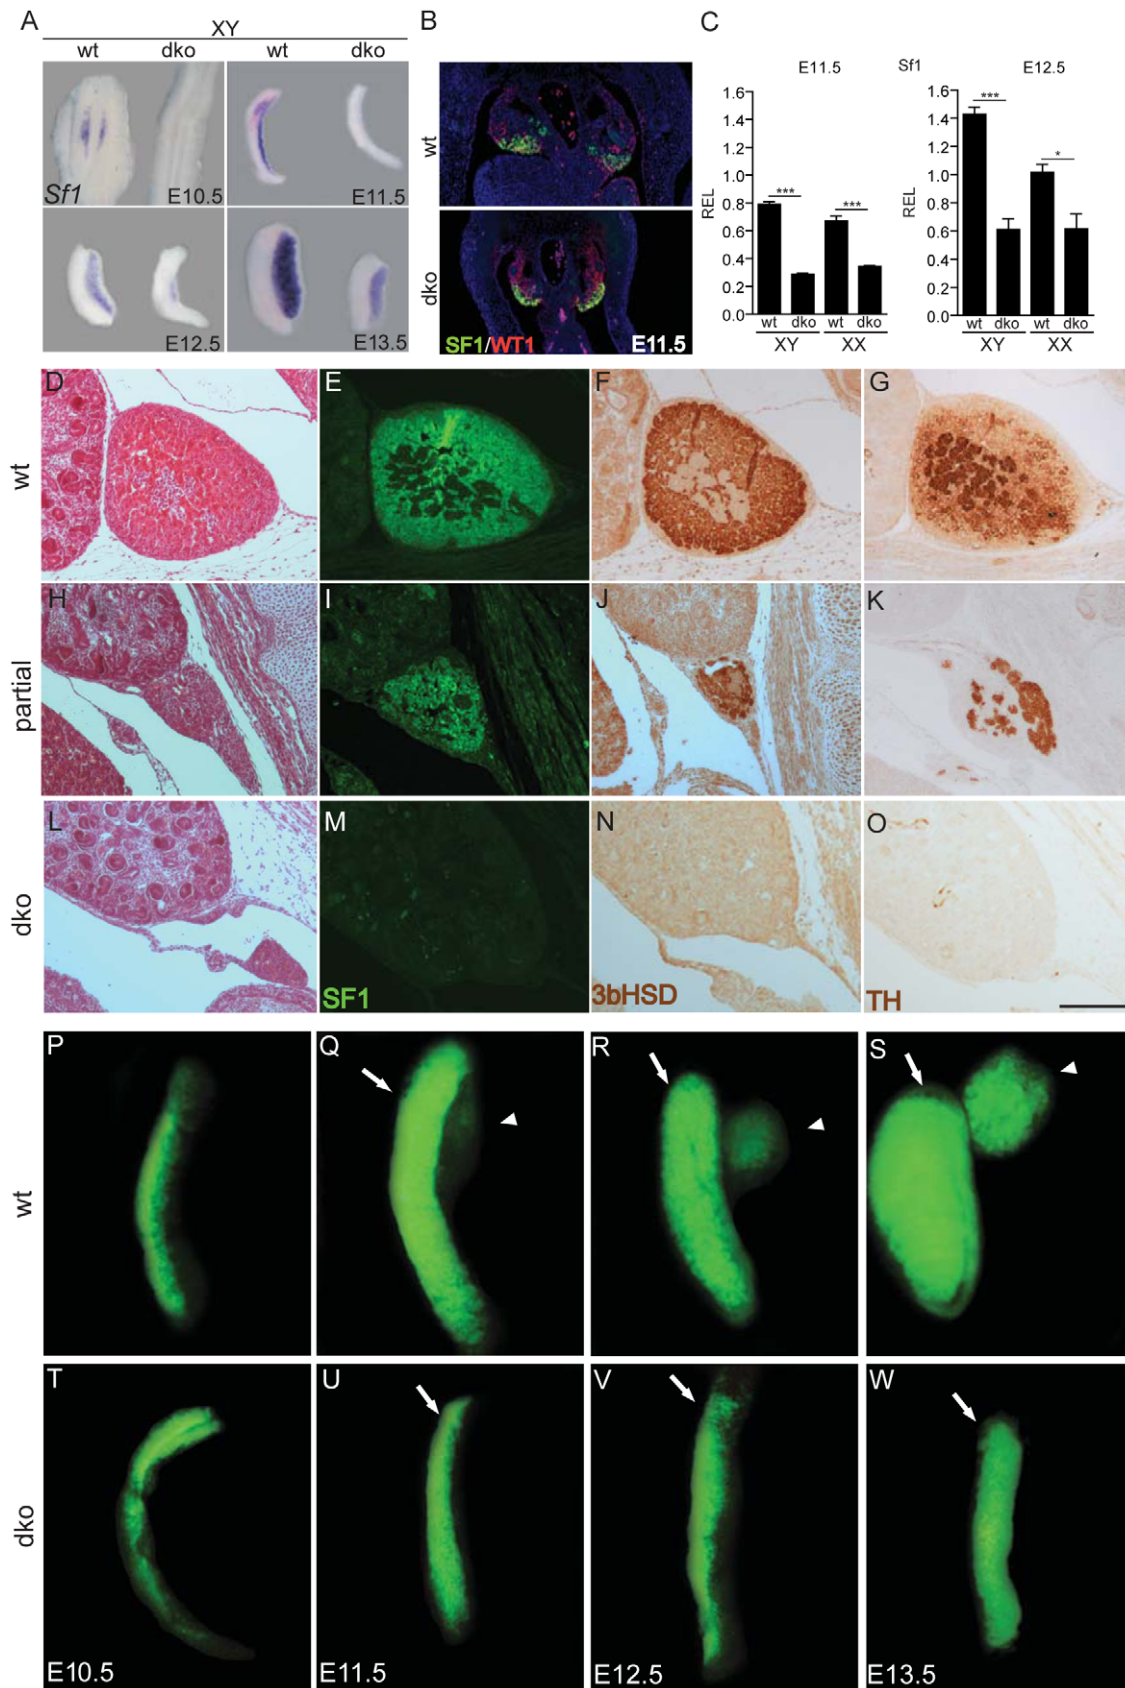 A
XY
wt dko wt dko
Sf1 E10.5 E11.5
E12.5 E13.5
B
wt
dko
SF1/WT1 E11.5
C
E11.5 Sf1 E12.5
REL
1.6
1.4
1.2
1.0
0.8
0.6
0.4
0.2
0.0
*** ***
wt dko wt dko
XY XX
REL
1.6
1.4
1.2
1.0
0.8
0.6
0.4
0.2
0.0
*** *
wt dko wt dko
XY XX
wt
D E F G
partial
H I J K
dko
L M N O
SF1 3bHSD TH
wt
P Q R S
dko
T U V W
E10.5 E11.5 E12.5 E13.5